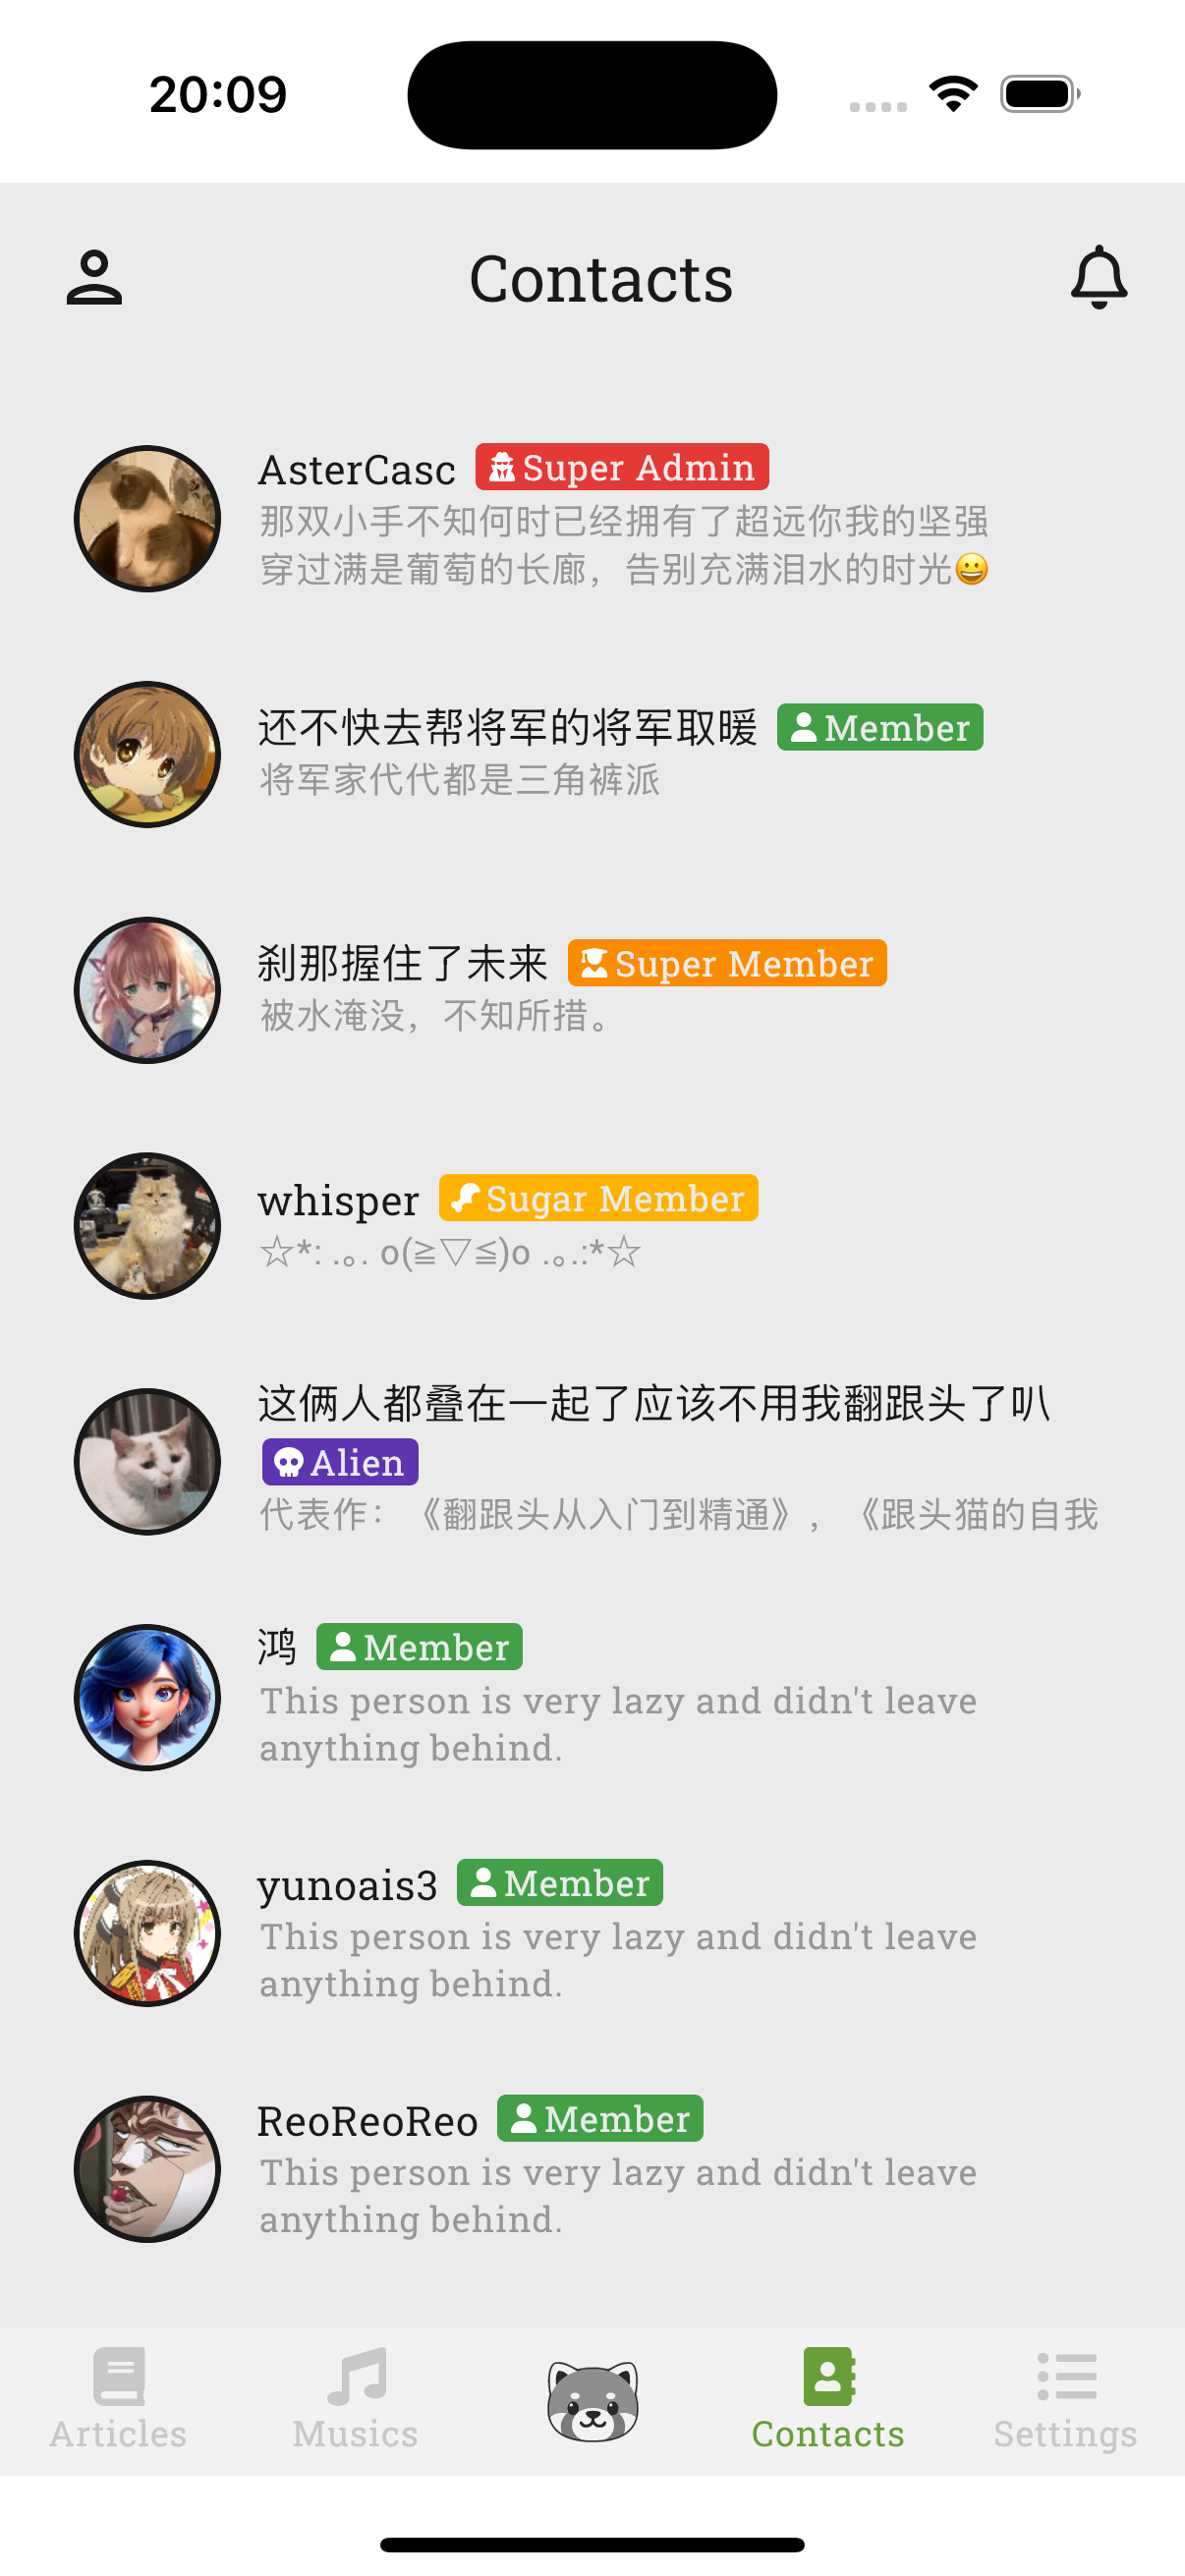 20:09
Contacts
AsterCasc Super Admin
那双小手不知何时已经拥有了超远你我的坚强
穿过满是葡萄的长廊，告别充满泪水的时光😀
还不快去帮将军的将军取暖 Member
将军家代代都是三角裤派
刹那握住了未来 Super Member
被水淹没，不知所措。
whisper Sugar Member
☆*: .｡. o(≧▽≦)o .｡.:*☆
这俩人都叠在一起了应该不用我翻跟头了叭
Alien
代表作：《翻跟头从入门到精通》，《跟头猫的自我
鸿 Member
This person is very lazy and didn't leave
anything behind.
yunoais3 Member
This person is very lazy and didn't leave
anything behind.
ReoReoReo Member
This person is very lazy and didn't leave
anything behind.
Articles Musics Contacts Settings